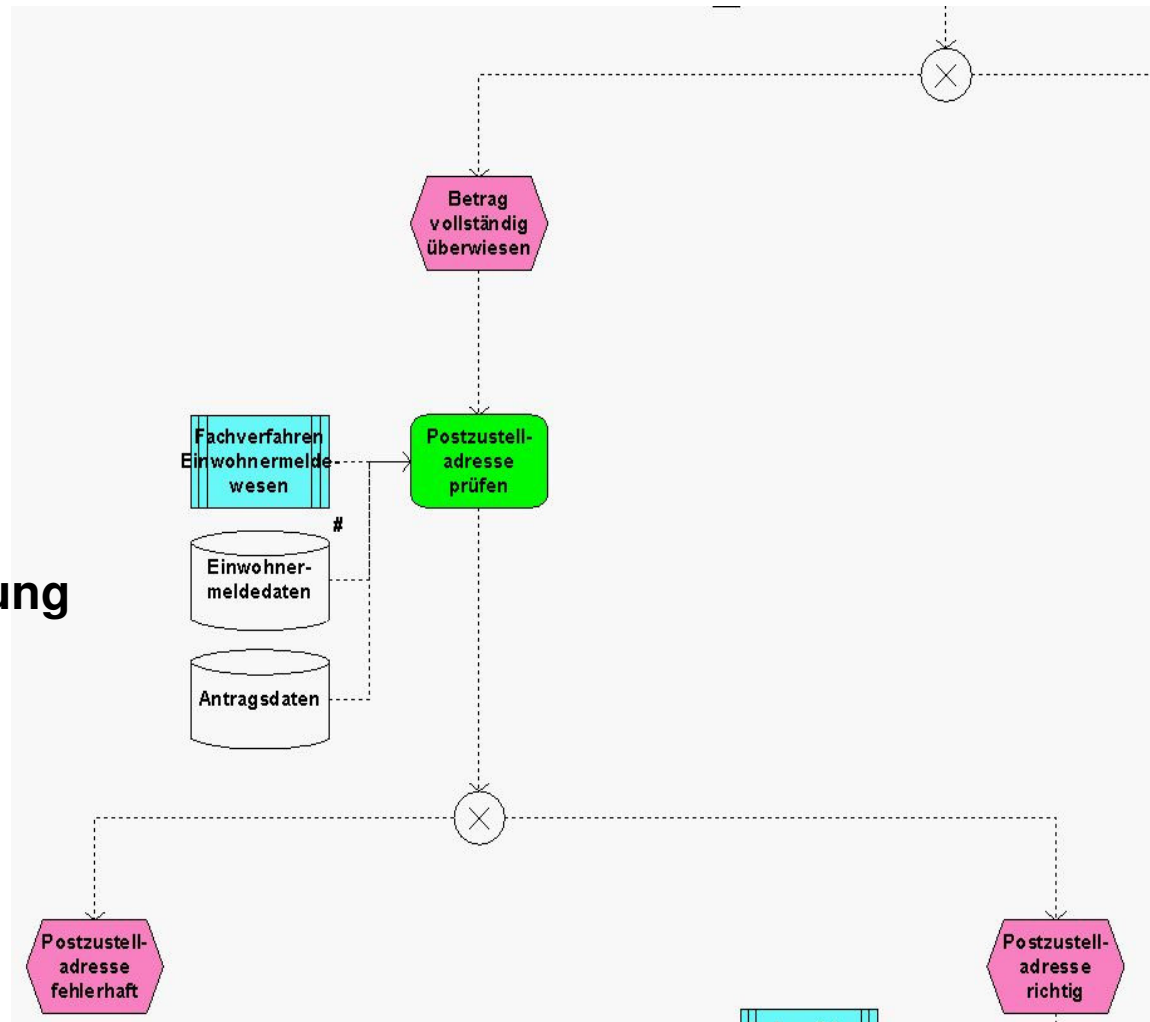 Betrag
vollständig
überwiesen
Fachverfahren
Einwohnermelde-
wesen
Postzustell-
adresse
prüfen
#
Einwohner-
meldedaten
ung
Antragsdaten
Postzustell-
adresse
fehlerhaft
Postzustell-
adresse
richtig